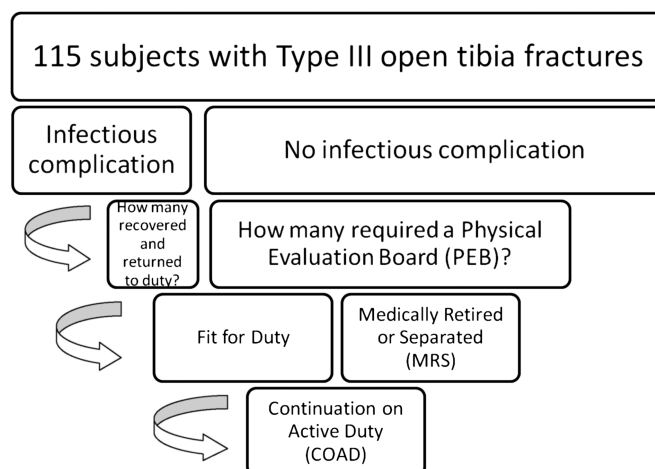 115 subjects with Type III open tibia fractures
Infectious
complication
No infectious complication
How many
recovered
and
returned
to duty?
How many required a Physical
Evaluation Board (PEB)?
Fit for Duty
Medically Retired
or Separated
(MRS)
Continuation on
Active Duty
(COAD)